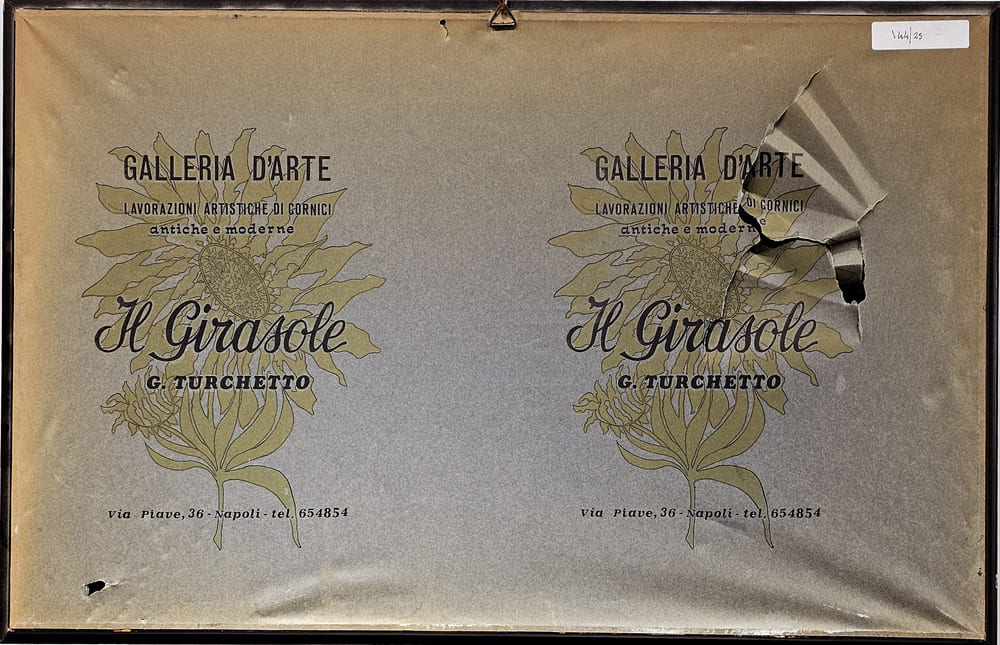 144/25
GALLERIA D'ARTE
LAVORAZIONI ARTISTICHE DI CORNICI
antiche e moderne
Il Girasole
G. TURCHETTO
Via Piave, 36 - Napoli - tel. 654854
GALLERIA D'ARTE
LAVORAZIONI ARTISTICHE DI CORNICI
antiche e moderne
Il Girasole
G. TURCHETTO
Via Piave, 36 - Napoli - tel. 654854